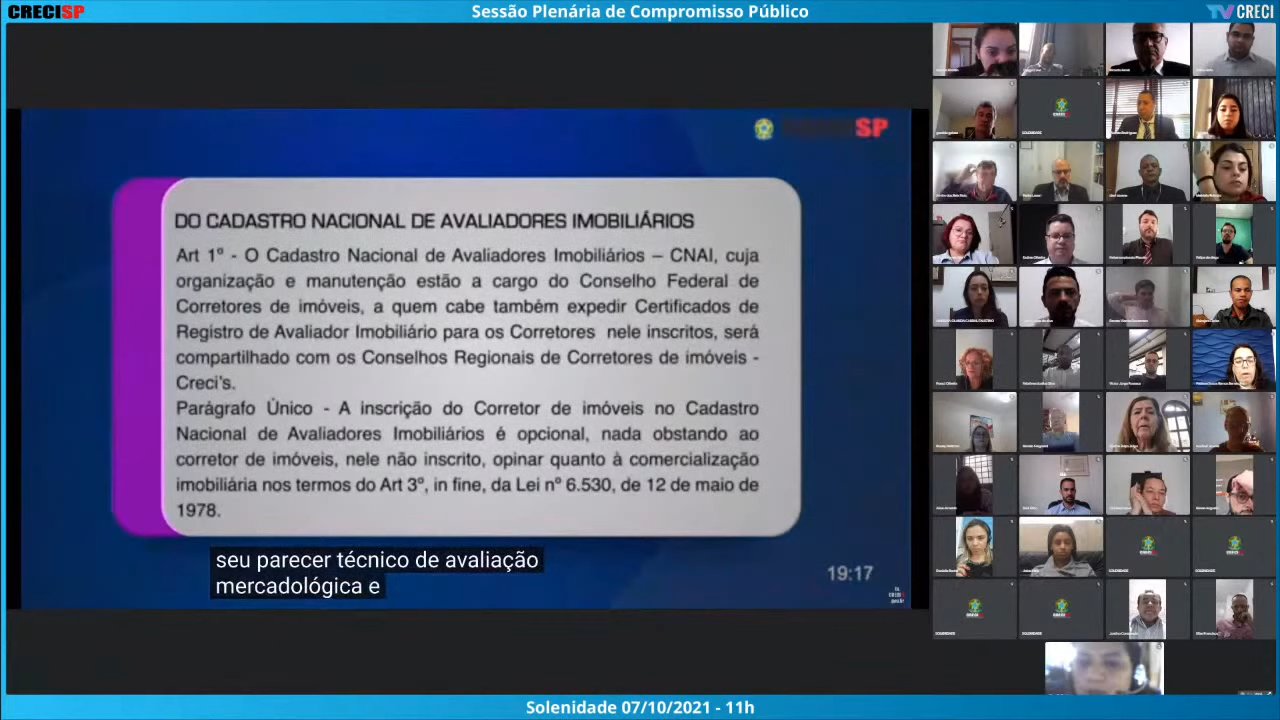 CRECISP
Sessão Plenária de Compromisso Público
TV CRECI
SP
DO CADASTRO NACIONAL DE AVALIADORES IMOBILIÁRIOS
Art 1º - O Cadastro Nacional de Avaliadores Imobiliários – CNAI, cuja
organização e manutenção estão a cargo do Conselho Federal de
Corretores de imóveis, a quem cabe também expedir Certificados de
Registro de Avaliador Imobiliário para os Corretores nele inscritos, será
compartilhado com os Conselhos Regionais de Corretores de imóveis -
Creci's.
Parágrafo Único - A inscrição do Corretor de imóveis no Cadastro
Nacional de Avaliadores Imobiliários é opcional, nada obstando ao
corretor de imóveis, nele não inscrito, opinar quanto à comercialização
imobiliária nos termos do Art 3º, in fine, da Lei nº 6.530, de 12 de maio de
1978.
seu parecer técnico de avaliação
mercadológica e
19:17
SOLENIDADE
SOLENIDADE
SOLENIDADE
SOLENIDADE
SOLENIDADE
Solenidade 07/10/2021 - 11h